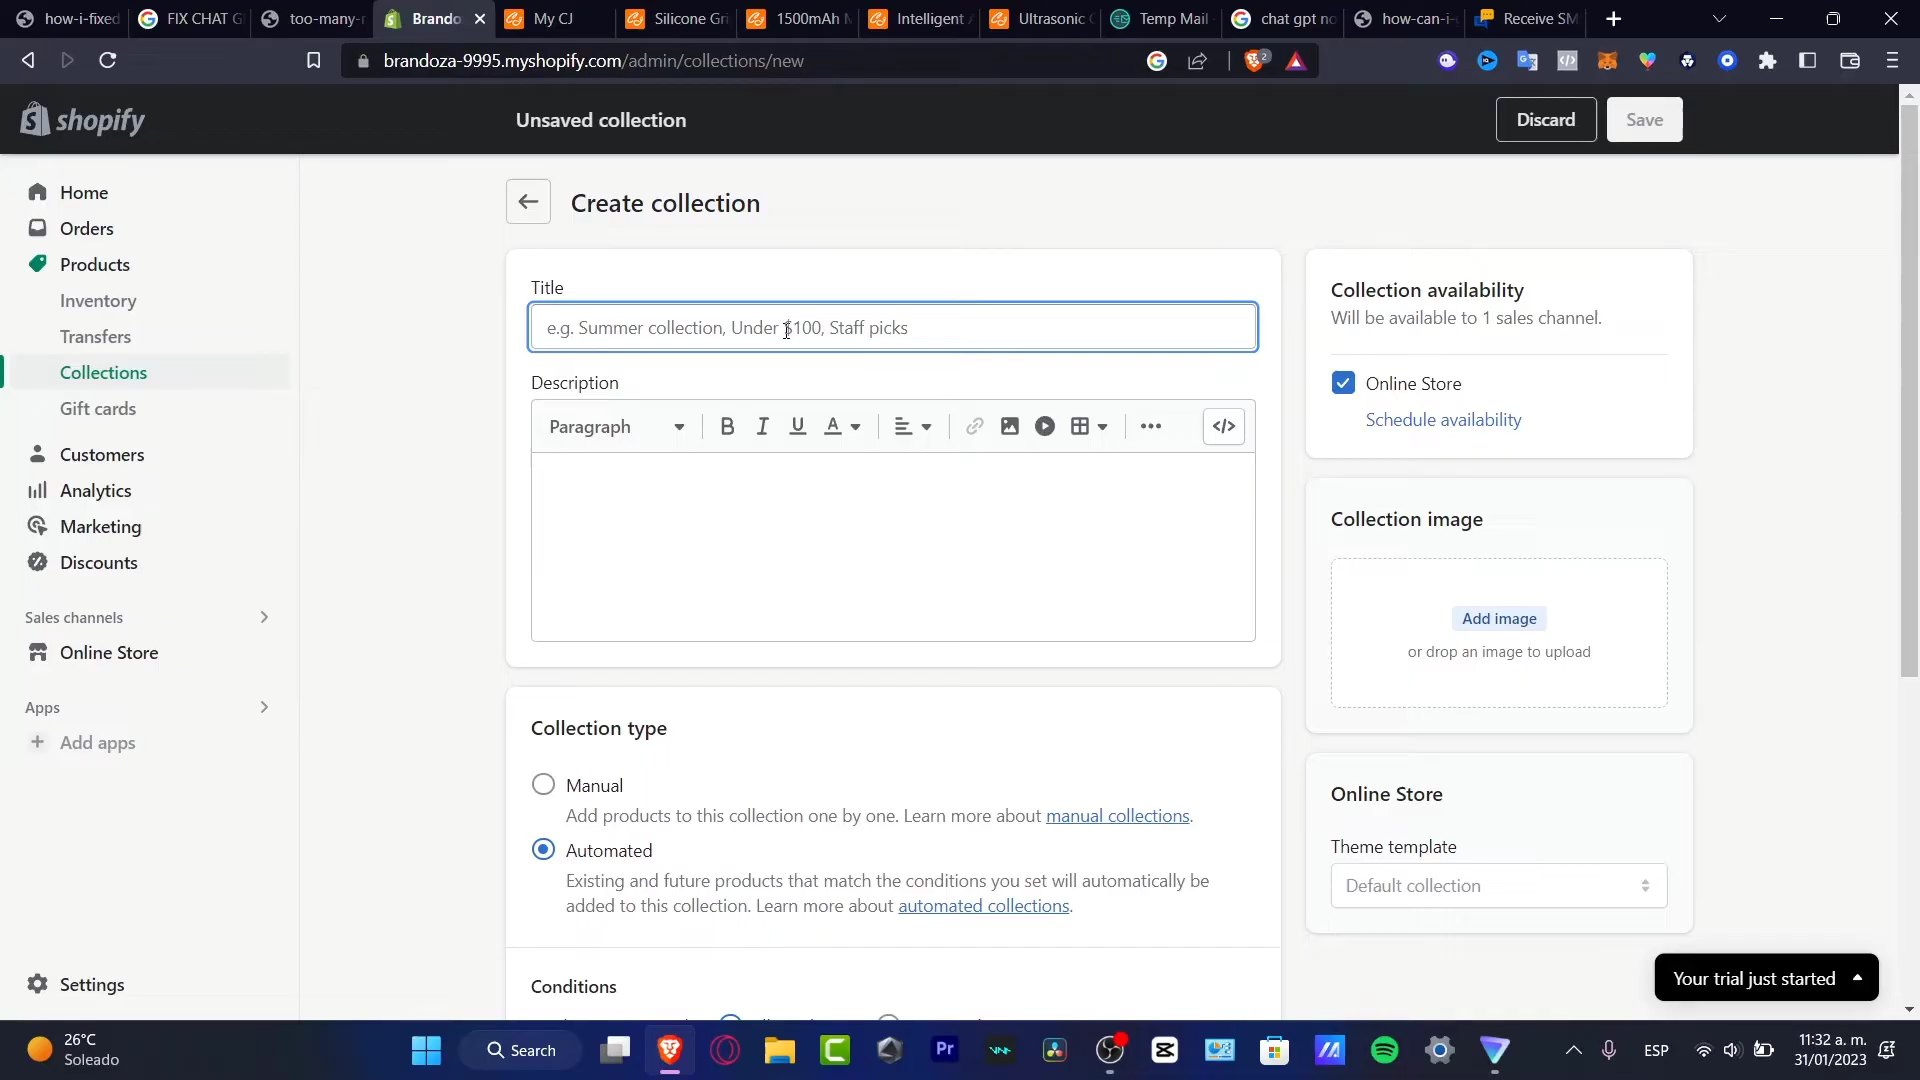 how-i-fixed
FIX CHAT G
too-many-r
Brando
My CJ
Silicone Gri
1500mAh M
Intelligent A
Ultrasonic C
Temp Mail
chat gpt no
how-can-i-
Receive SM
brandoza-9995.myshopify.com/admin/collections/new
2
shopify
Unsaved collection
Discard
Save
Home
Orders
Products
Inventory
Transfers
Collections
Gift cards
Customers
Analytics
Marketing
Discounts
Sales channels
Online Store
Apps
Add apps
Settings
Create collection
Title
e.g. Summer collection, Under $100, Staff picks
Description
Paragraph
B I U A
</>
Collection type
Manual
Add products to this collection one by one. Learn more about manual collections.
Automated
Existing and future products that match the conditions you set will automatically be
added to this collection. Learn more about automated collections.
Conditions
Collection availability
Will be available to 1 sales channel.
Online Store
Schedule availability
Collection image
Add image
or drop an image to upload
Online Store
Theme template
Default collection
Your trial just started
26°C
Soleado
Search
Pr
ESP
11:32 a. m.
31/01/2023